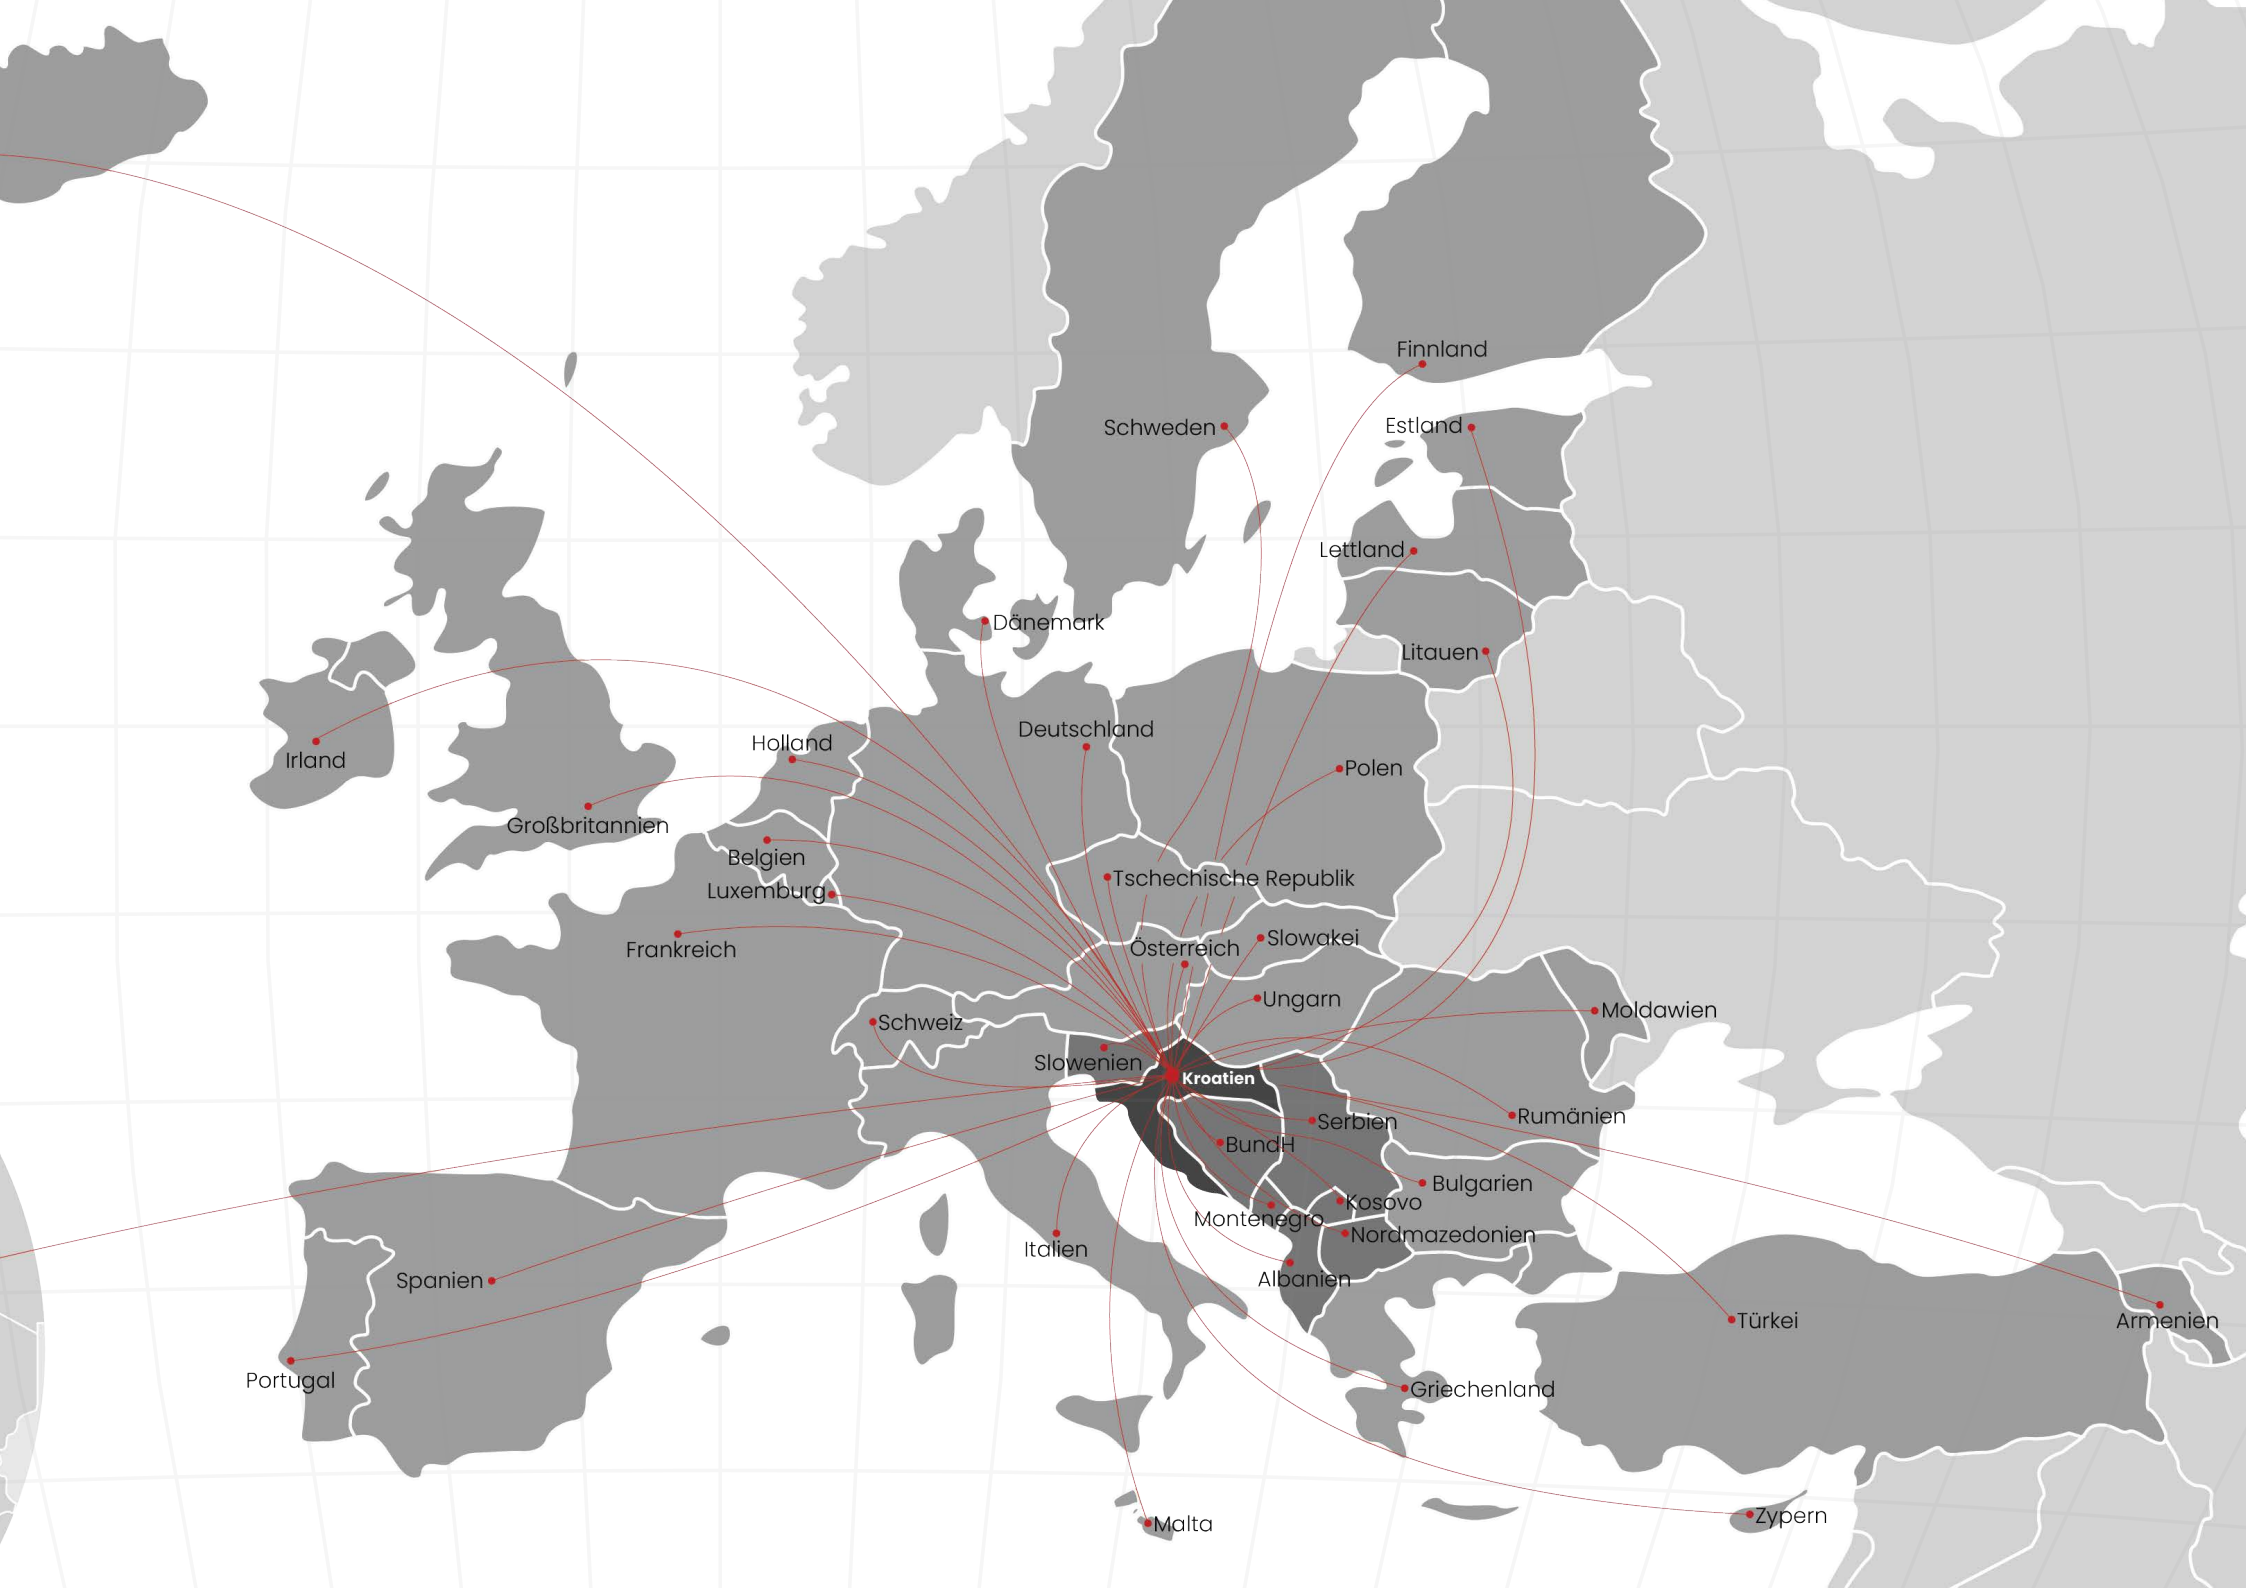 Finnland
Schweden
Estland
Lettland
Dänemark
Litauen
Deutschland
Holland
Irland
Polen
Großbritannien
Belgien
Tschechische Republik
Luxemburg
Frankreich
Österreich
Slowakei
Ungarn
Moldawien
Schweiz
Slowenien
Kroatien
Rumänien
Serbien
BundH
Bulgarien
Kosovo
Montenegro
Nordmazedonien
Italien
Albanien
Spanien
Türkei
Armenien
Portugal
Griechenland
Zypern
Malta